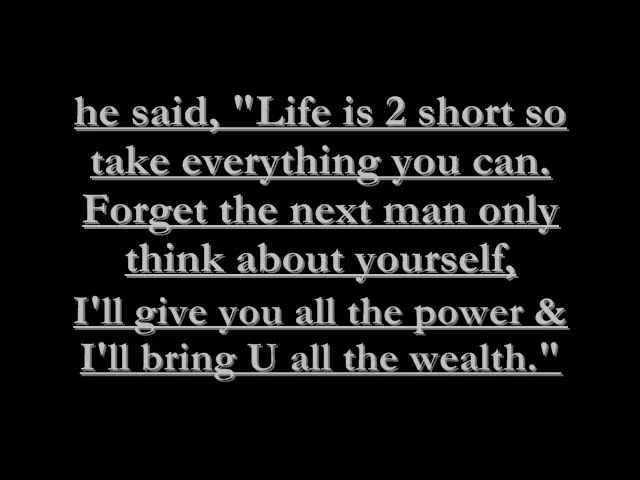 he said, "Life is 2 short so
take everything you can.
Forget the next man only
think about yourself,
I'll give you all the power &
I'll bring U all the wealth."